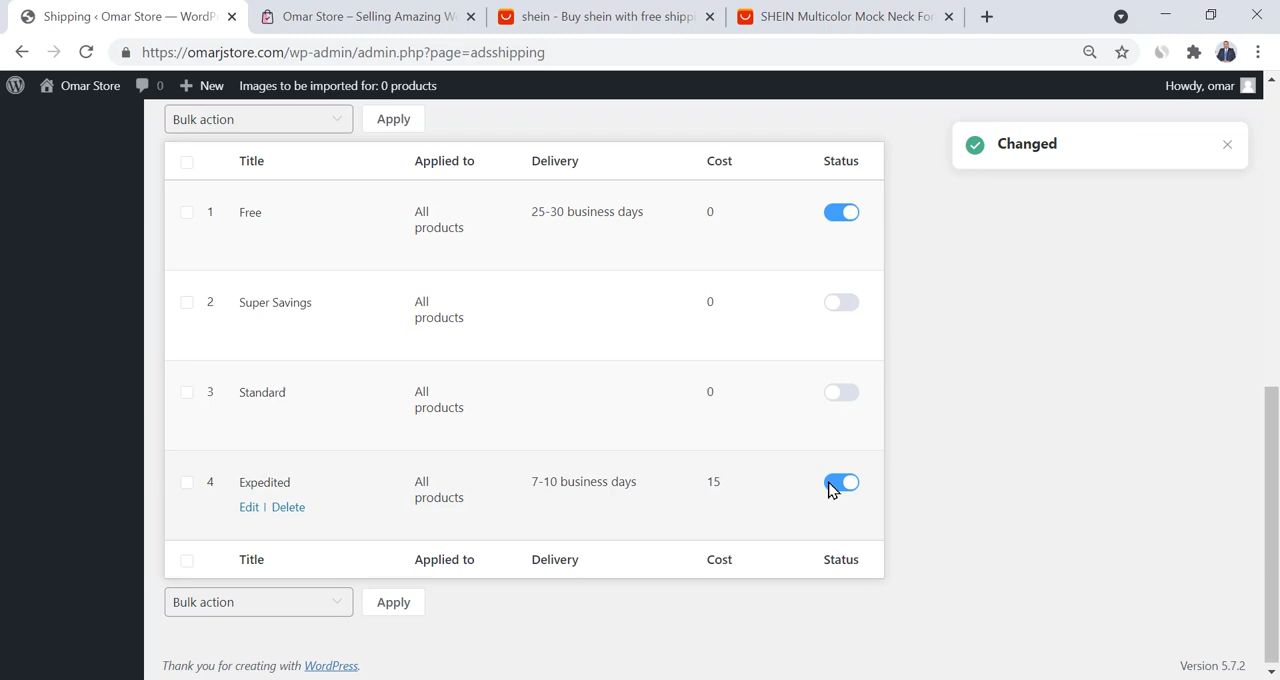 Omar Store — WordP
Omar Store – Selling Amazing W
shein - Buy shein with free shipp
SHEIN Multicolor Mock Neck For
https://omarjstore.com/wp-admin/admin.php?page=adsshipping
Omar Store
0
New
Images to be imported for: 0 products
Howdy, omar
Bulk action
Apply
Changed
Title
Applied to
Delivery
Cost
Status
1
Free
All
products
25-30 business days
0
2
Super Savings
All
products
0
3
Standard
All
products
0
4
Expedited
All
products
7-10 business days
15
Edit | Delete
Title
Applied to
Delivery
Cost
Status
Bulk action
Apply
Thank you for creating with WordPress.
Version 5.7.2